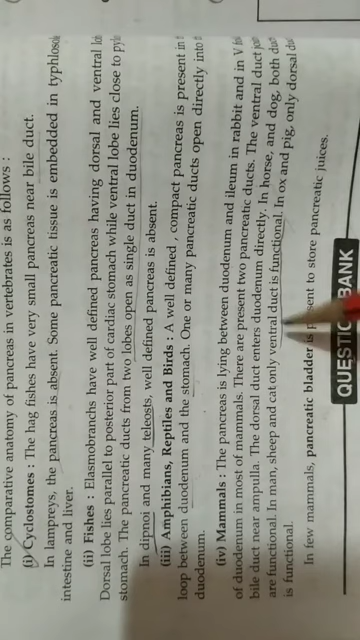 The comparative anatomy of pancreas in vertebrates is as follows :
(i) Cyclostomes : The hag fishes have very small pancreas near bile duct.
In lampreys, the pancreas is absent. Some pancreatic tissue is embedded in
intestine and liver.
(ii) Fishes : Elasmobranchs have well defined pancreas having dorsal and ventral
Dorsal lobe lies parallel to posterior part of cardiac stomach while ventral lobe lies close to
stomach. The pancreatic ducts from two lobes open as single duct in duodenum.
In dipnoi and many teleosts, well defined pancreas is absent.
(iii) Amphibians, Reptiles and Birds : A well defined , compact pancreas is present
loop between duodenum and the stomach. One or many pancreatic ducts open directly into
duodenum.
(iv) Mammals : The pancreas is lying between duodenum and ileum in rabbit and in V
of duodenum in most of mammals. There are present two pancreatic ducts. The ventral duct
bile duct near ampulla. The dorsal duct enters duodenum directly. In horse, and dog, both
are functional. In man, sheep and cat only ventral duct is functional. In ox and pig, only dorsal
is functional.
In few mammals, pancreatic bladder is to store pancreatic juices.
BANK